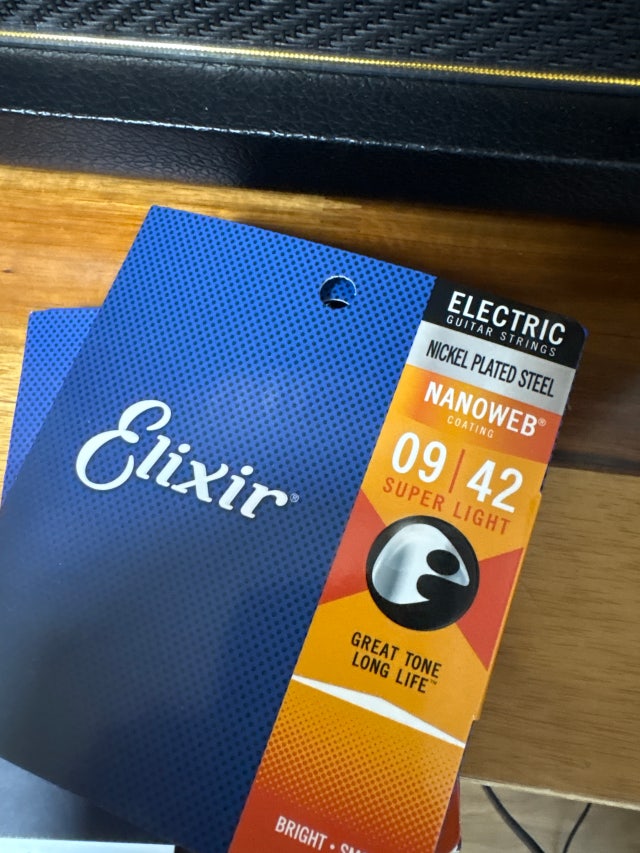 ELECTRIC
GUITAR STRINGS
NICKEL PLATED STEEL
NANOWEB®
COATING
09|42
SUPER LIGHT
Elixir®
GREAT TONE
LONG LIFE™
BRIGHT •